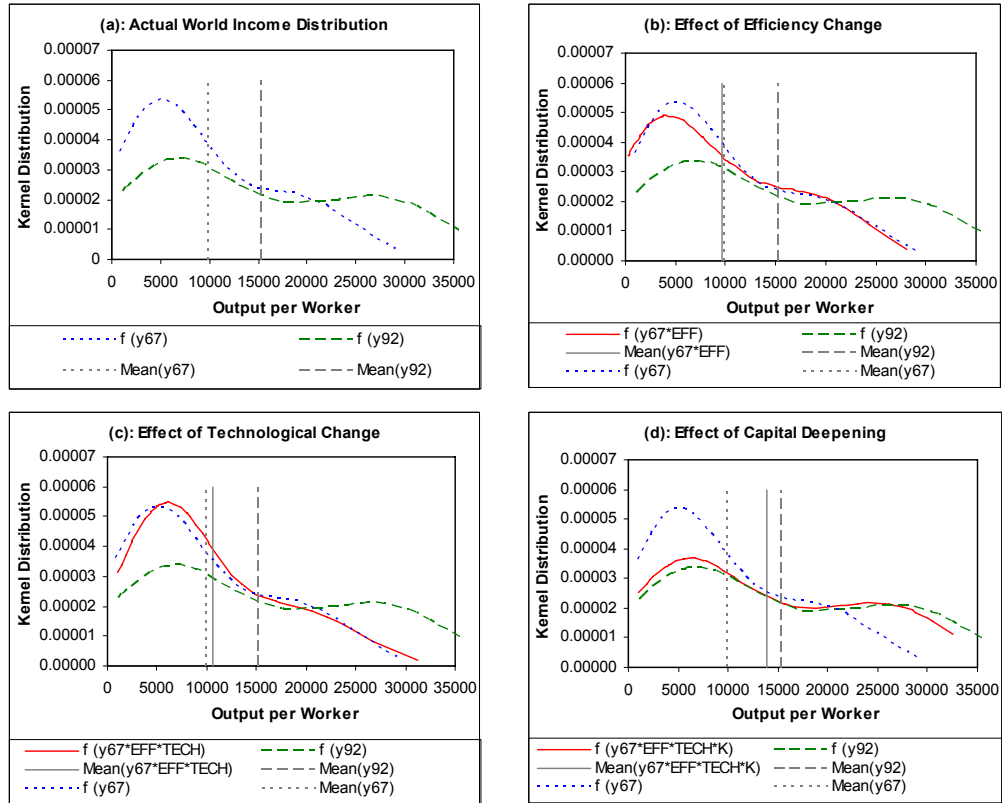 (a): Actual World Income Distribution
0.00007
0.00006
0.00005
0.00004
0.00003
0.00002
0.00001
0
Kernel Distribution
0 5000 10000 15000 20000 25000 30000 35000
Output per Worker
f (y67) f (y92)
Mean(y67) Mean(y92)
(b): Effect of Efficiency Change
0.00007
0.00006
0.00005
0.00004
0.00003
0.00002
0.00001
0.00000
Kernel Distribution
0 5000 10000 15000 20000 25000 30000 35000
Output per Worker
f (y67*EFF) f (y92)
Mean(y67*EFF) Mean(y92)
f (y67) Mean(y67)
(c): Effect of Technological Change
0.00007
0.00006
0.00005
0.00004
0.00003
0.00002
0.00001
0.00000
Kernel Distribution
0 5000 10000 15000 20000 25000 30000 35000
Output per Worker
f (y67*EFF*TECH) f (y92)
Mean(y67*EFF*TECH) Mean(y92)
f (y67) Mean(y67)
(d): Effect of Capital Deepening
0.00007
0.00006
0.00005
0.00004
0.00003
0.00002
0.00001
0.00000
Kernel Distribution
0 5000 10000 15000 20000 25000 30000 35000
Output per Worker
f (y67*EFF*TECH*K) f (y92)
Mean(y67*EFF*TECH*K) Mean(y92)
f (y67) Mean(y67)